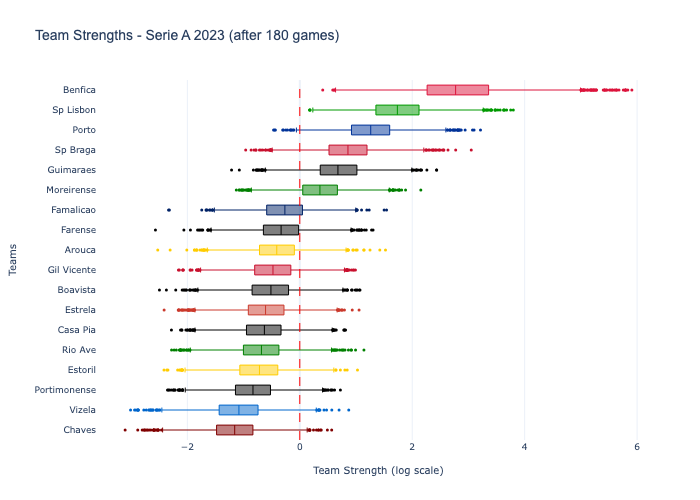 Team Strengths - Serie A 2023 (after 180 games)
Benfica
Sp Lisbon
Porto
Sp Braga
Guimaraes
Moreirense
Famalicao
Farense
Arouca
Gil Vicente
Boavista
Estrela
Casa Pia
Rio Ave
Estoril
Portimonense
Vizela
Chaves
Teams
−2
0
2
4
6
Team Strength (log scale)